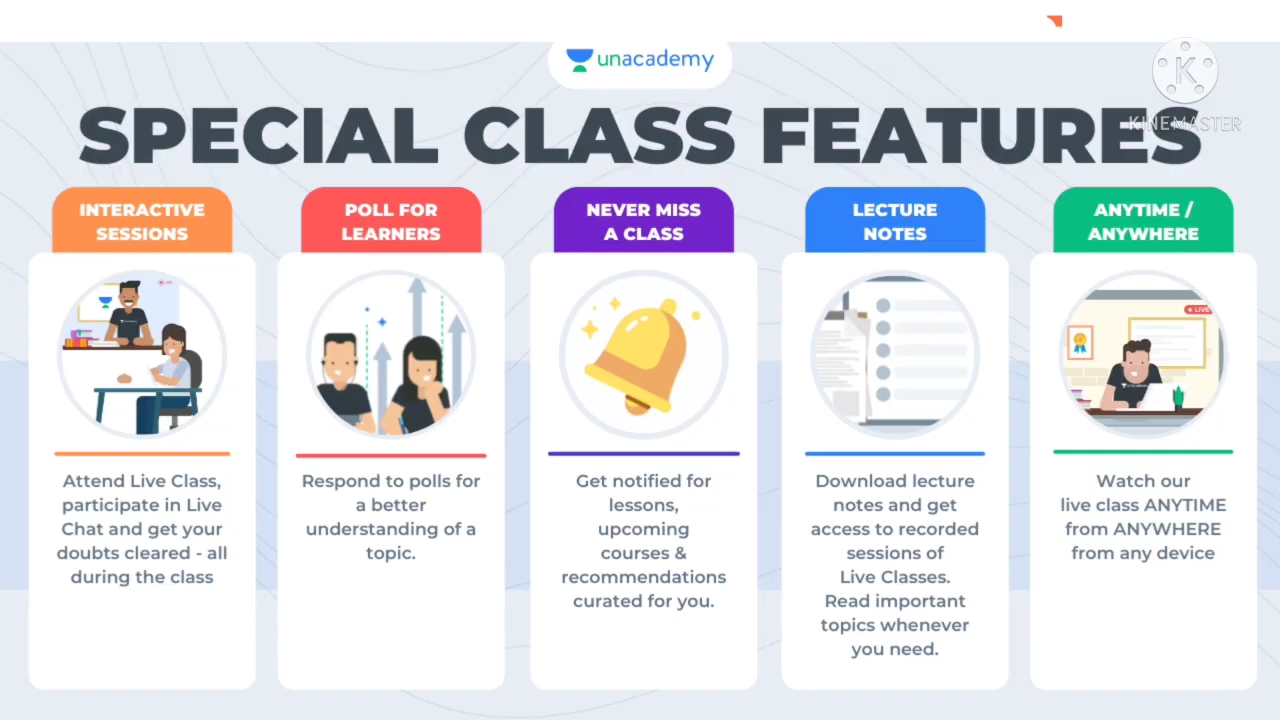 unacademy
K
KINEMASTER
SPECIAL CLASS FEATURES
INTERACTIVE
SESSIONS
Attend Live Class,
participate in Live
Chat and get your
doubts cleared - all
during the class
POLL FOR
LEARNERS
Respond to polls for
a better
understanding of a
topic.
NEVER MISS
A CLASS
Get notified for
lessons,
upcoming
courses &
recommendations
curated for you.
LECTURE
NOTES
Download lecture
notes and get
access to recorded
sessions of
Live Classes.
Read important
topics whenever
you need.
ANYTIME /
ANYWHERE
LIVE
Watch our
live class ANYTIME
from ANYWHERE
from any device